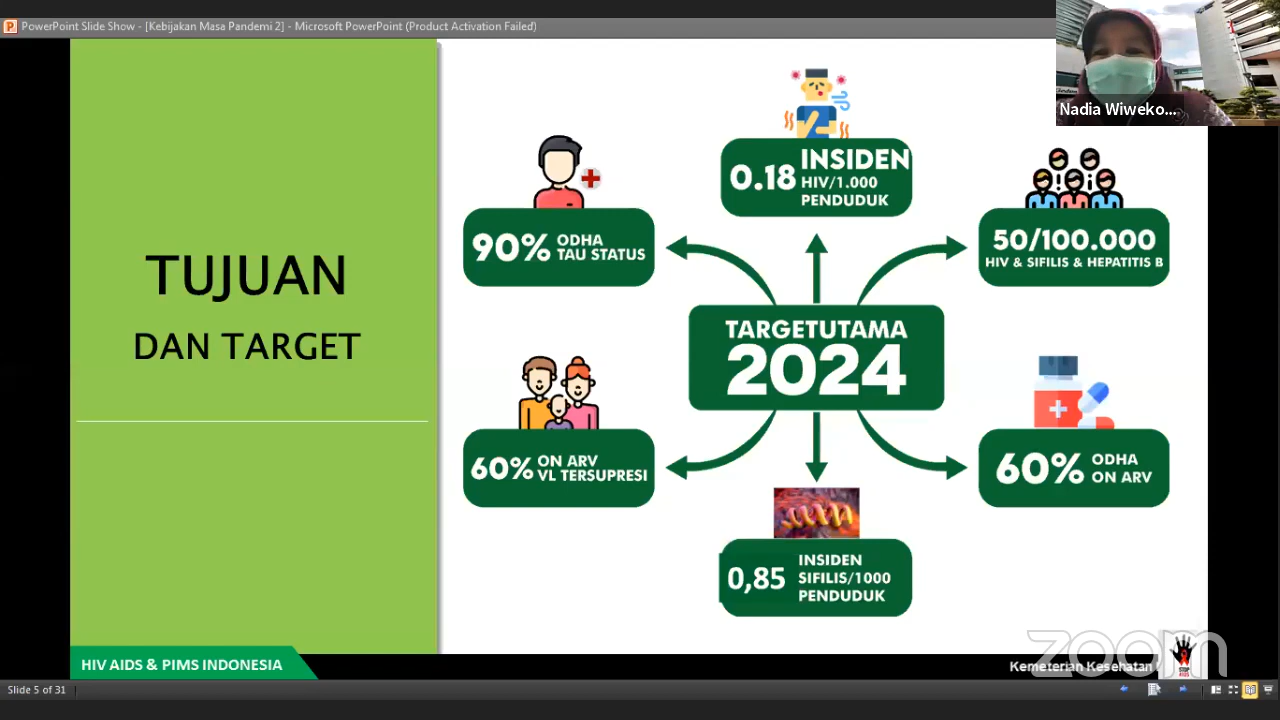 PowerPoint Slide Show - [Kebijakan Masa Pandemi 2] - Microsoft PowerPoint (Product Activation Failed)
Nadia Wiweko...
TUJUAN
DAN TARGET
0.18 INSIDEN
HIV/1.000
PENDUDUK
90% ODHA
TAU STATUS
50/100.000
HIV & SIFILIS & HEPATITIS B
TARGETUTAMA
2024
60% ON ARV
VL TERSUPRESI
60% ODHA
ON ARV
0,85 INSIDEN
SIFILIS/1000
PENDUDUK
HIV AIDS & PIMS INDONESIA
Kemeterian Kesehatan
zoom
Slide 5 of 31